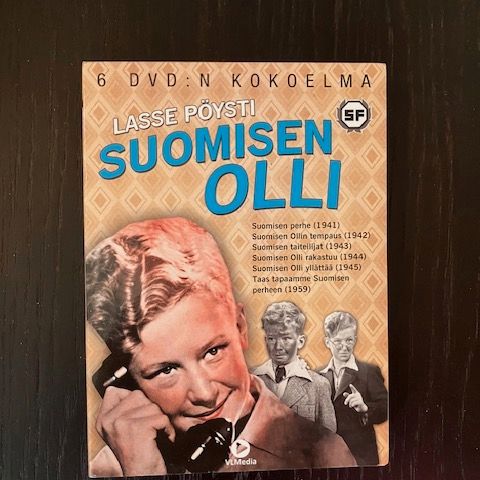 6 DVD:N KOKOELMA
LASSE PÖYSTI
SF
SUOMISEN
OLLI
Suomisen perhe (1941)
Suomisen Ollin tempaus (1942)
Suomisen taiteilijat (1943)
Suomisen Olli rakastuu (1944)
Suomisen Olli yllättää (1945)
Taas tapaamme Suomisen
perheen (1959)
VLMedia